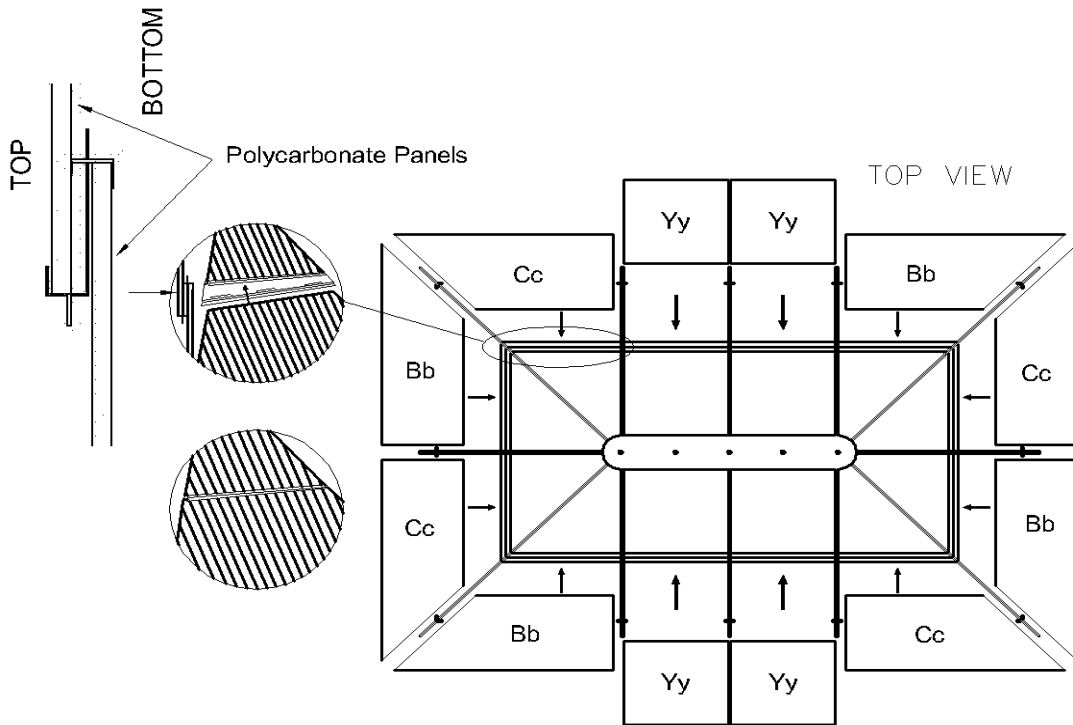 TOP
BOTTOM
Polycarbonate Panels
TOP VIEW
Yy
Yy
Cc
Bb
Bb
Cc
Cc
Bb
Bb
Cc
Yy
Yy